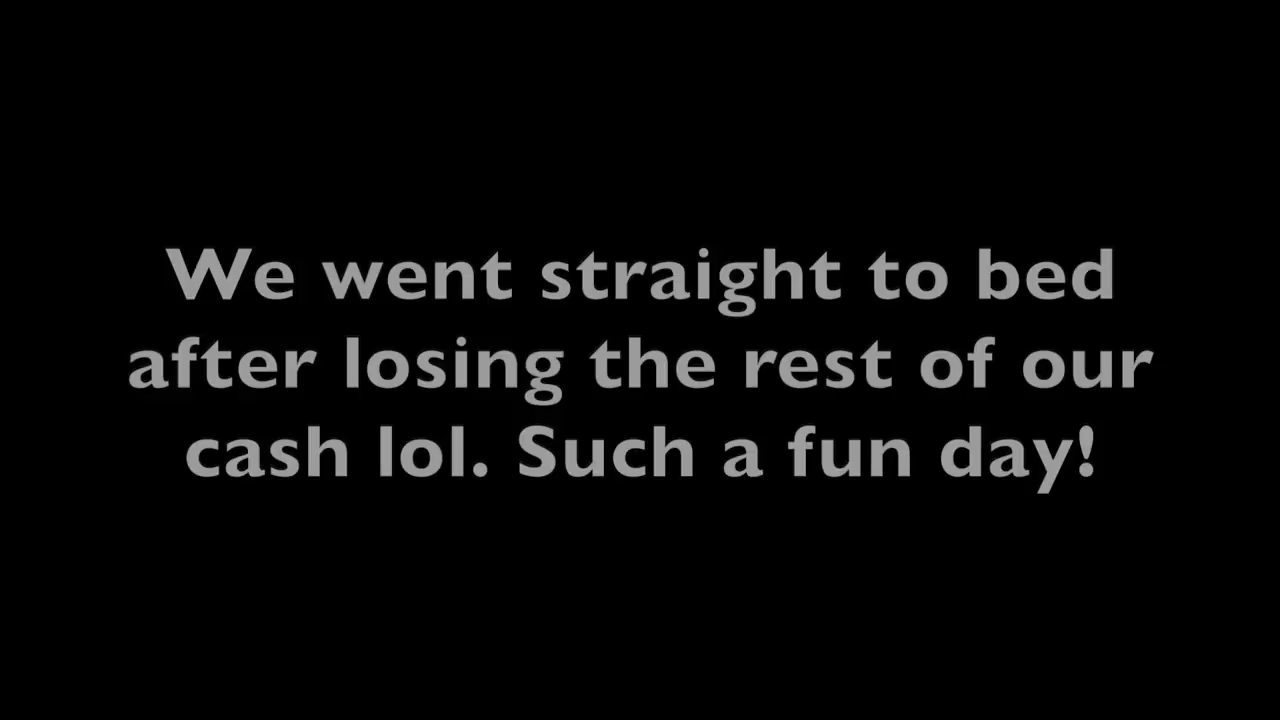 We went straight to bed
after losing the rest of our
cash lol. Such a fun day!